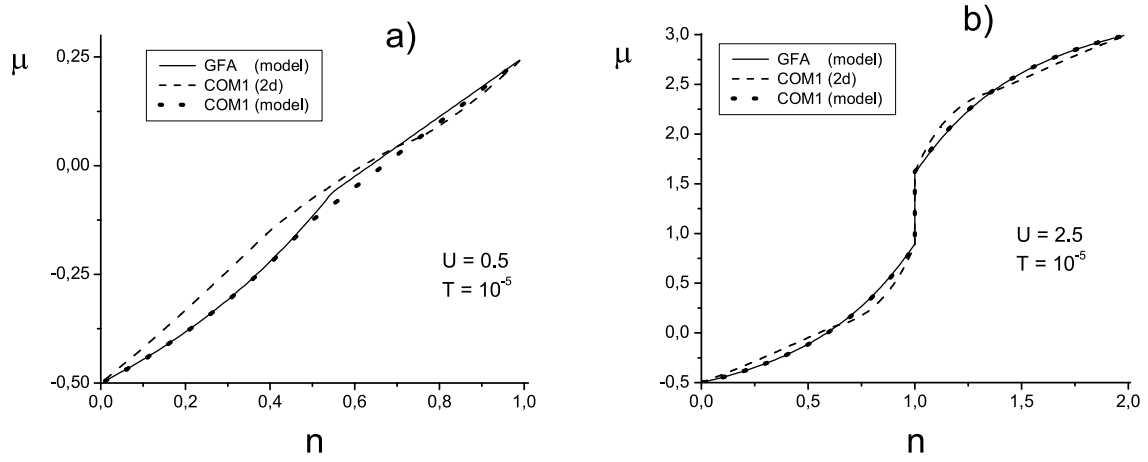 a)
μ
0,25
0,00
-0,25
-0,50
GFA (model)
COM1 (2d)
COM1 (model)
U = 0.5
T = 10⁻⁵
0,0 0,2 0,4 0,6 0,8 1,0
n
b)
μ
3,0
2,5
2,0
1,5
1,0
0,5
0,0
-0,5
GFA (model)
COM1 (2d)
COM1 (model)
U = 2.5
T = 10⁻⁵
0,0 0,5 1,0 1,5 2,0
n